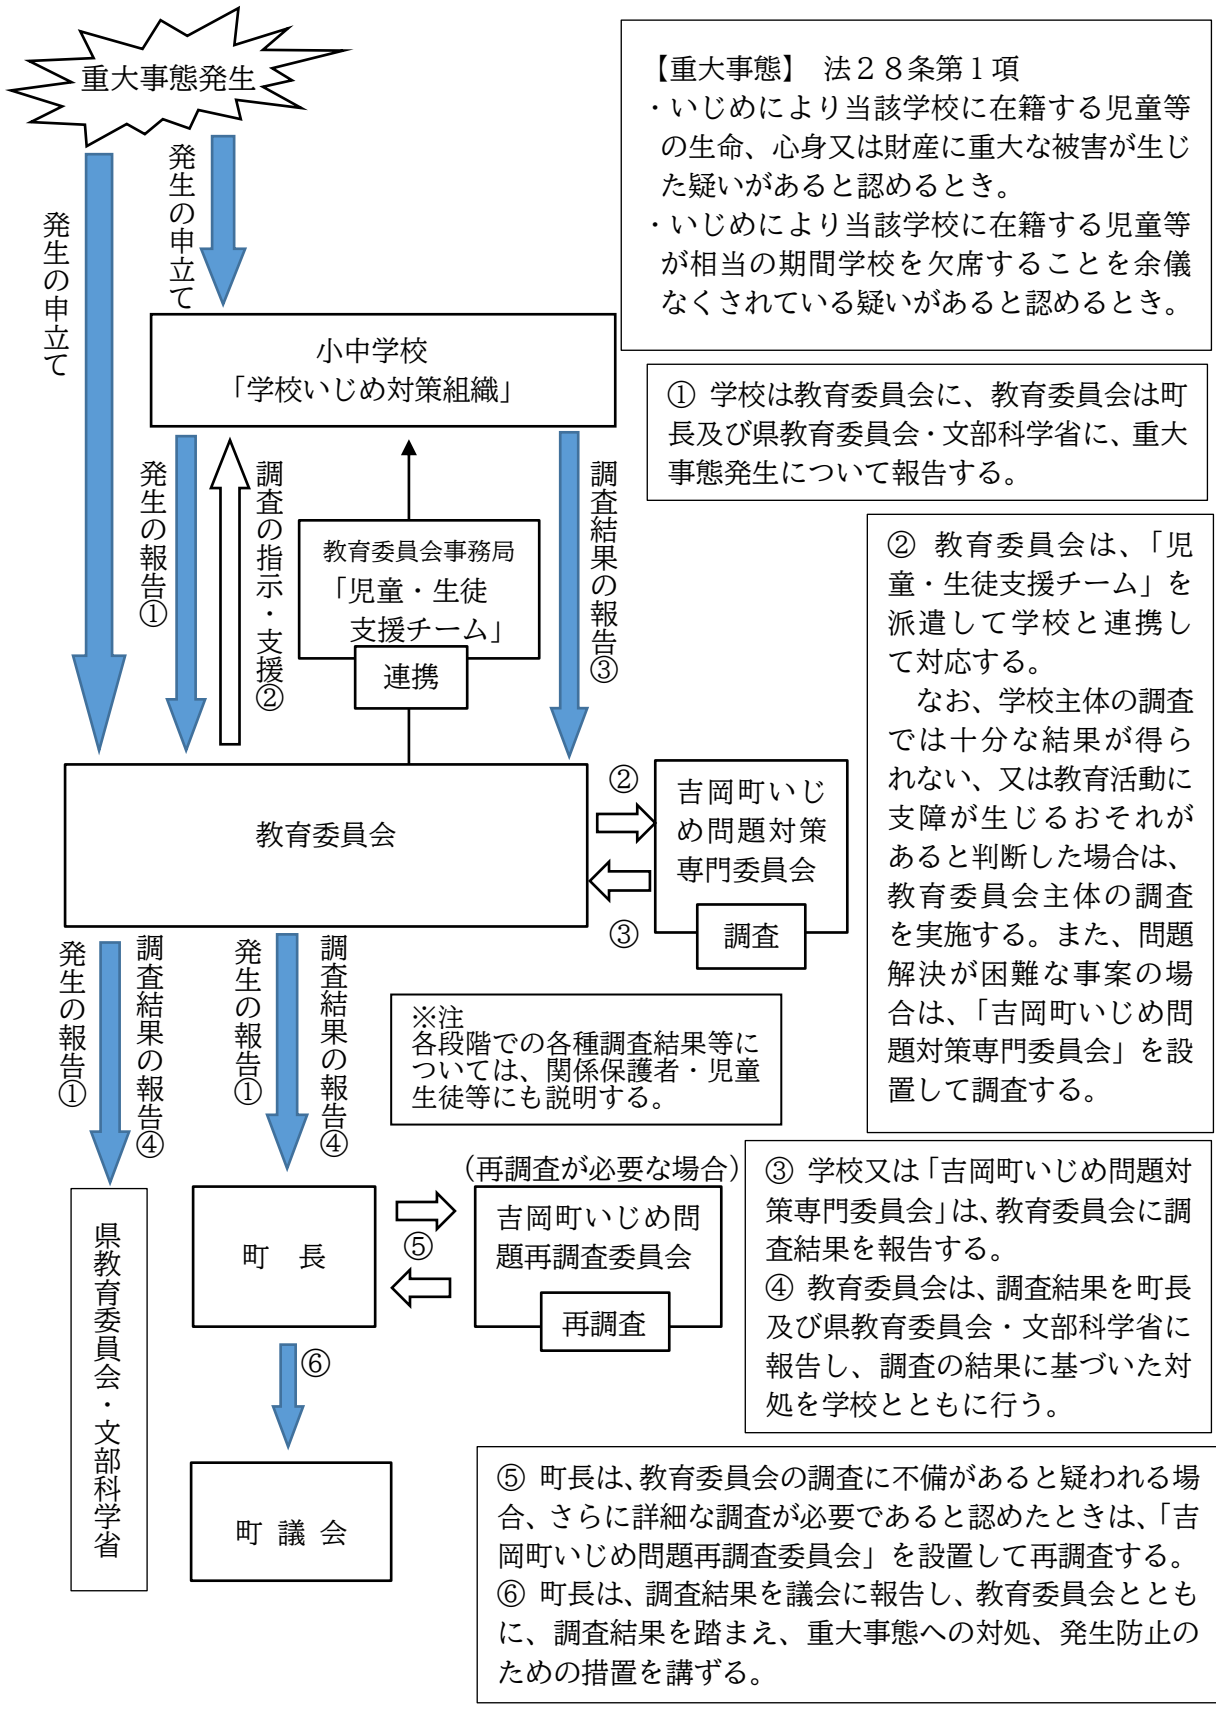 重大事態発生
発生の申立て
発生の申立て
【重大事態】 法２８条第１項
・いじめにより当該学校に在籍する児童等
の生命、心身又は財産に重大な被害が生じ
た疑いがあると認めるとき。
・いじめにより当該学校に在籍する児童等
が相当の期間学校を欠席することを余儀
なくされている疑いがあると認めるとき。
小中学校
「学校いじめ対策組織」
① 学校は教育委員会に、教育委員会は町
長及び県教育委員会・文部科学省に、重大
事態発生について報告する。
発生の報告①
調査の指示・支援②
教育委員会事務局
「児童・生徒
支援チーム」
連携
調査結果の報告③
② 教育委員会は、「児
童・生徒支援チーム」を
派遣して学校と連携し
て対応する。
なお、学校主体の調査
では十分な結果が得ら
れない、又は教育活動に
支障が生じるおそれが
あると判断した場合は、
教育委員会主体の調査
を実施する。また、問題
解決が困難な事案の場
合は、「吉岡町いじめ問
題対策専門委員会」を設
置して調査する。
教育委員会
②
③
吉岡町いじ
め問題対策
専門委員会
調査
発生の報告①
調査結果の報告④
発生の報告①
調査結果の報告④
※注
各段階での各種調査結果等に
ついては、関係保護者・児童
生徒等にも説明する。
県教育委員会・文部科学省
町　長
⑤
（再調査が必要な場合）
吉岡町いじめ問
題再調査委員会
再調査
③ 学校又は「吉岡町いじめ問題対
策専門委員会」は、教育委員会に調
査結果を報告する。
④ 教育委員会は、調査結果を町長
及び県教育委員会・文部科学省に
報告し、調査の結果に基づいた対
処を学校とともに行う。
⑥
町 議 会
⑤ 町長は、教育委員会の調査に不備があると疑われる場
合、さらに詳細な調査が必要であると認めたときは、「吉
岡町いじめ問題再調査委員会」を設置して再調査する。
⑥ 町長は、調査結果を議会に報告し、教育委員会ととも
に、調査結果を踏まえ、重大事態への対処、発生防止の
ための措置を講ずる。